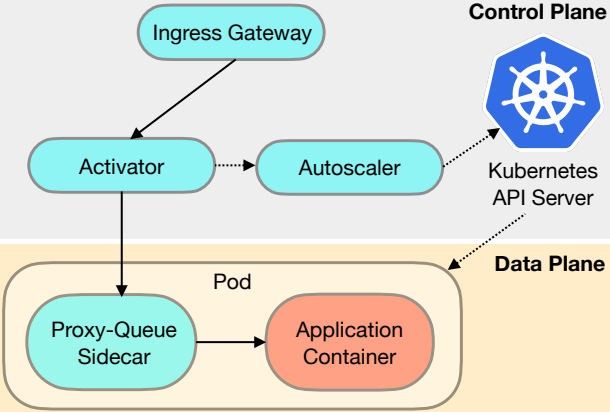 Control Plane
Ingress Gateway
Activator
Autoscaler
Kubernetes
API Server
Data Plane
Pod
Proxy-Queue
Sidecar
Application
Container